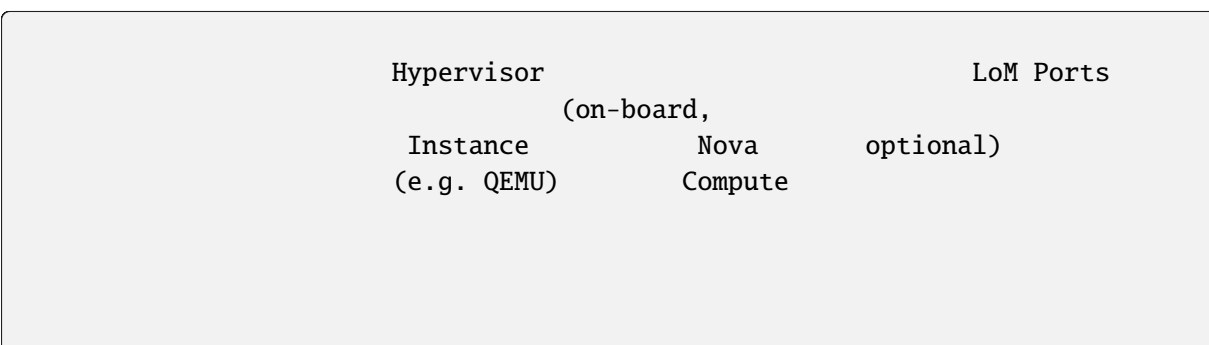 Hypervisor LoM Ports
(on-board,
Instance Nova optional)
(e.g. QEMU) Compute